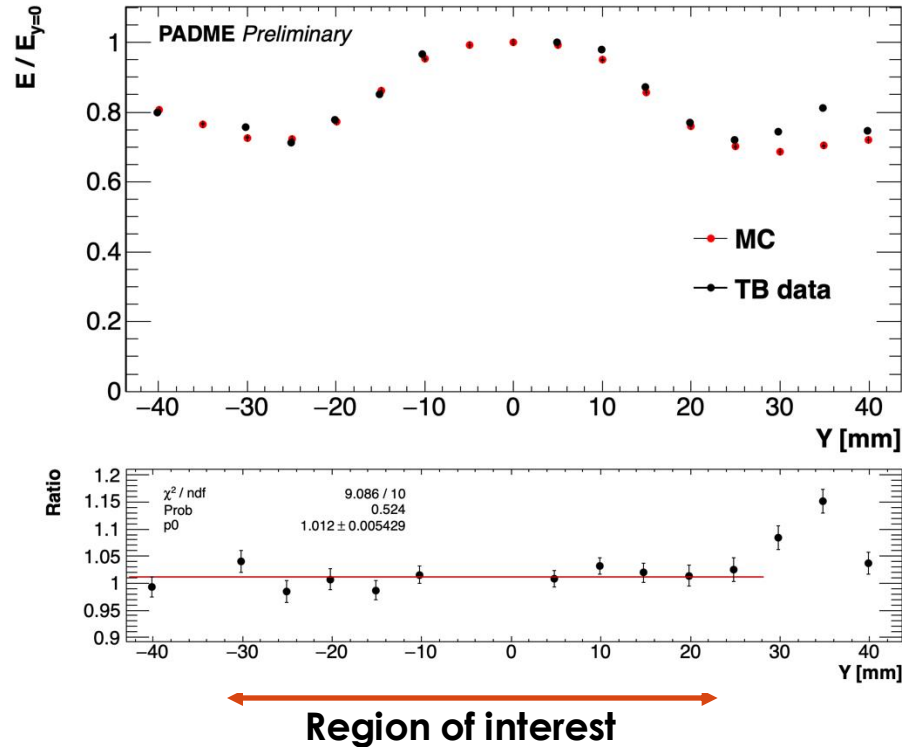 E / E_{y=0}
PADME Preliminary
1
0.8
0.6
0.4
0.2
0
MC
TB data
−40 −30 −20 −10 0 10 20 30 40
Y [mm]
Ratio
1.2
1.15
1.1
1.05
1
0.95
0.9
χ² / ndf 9.086 / 10
Prob 0.524
p0 1.012 ± 0.005429
−40 −30 −20 −10 0 10 20 30 40
Y [mm]
Region of interest